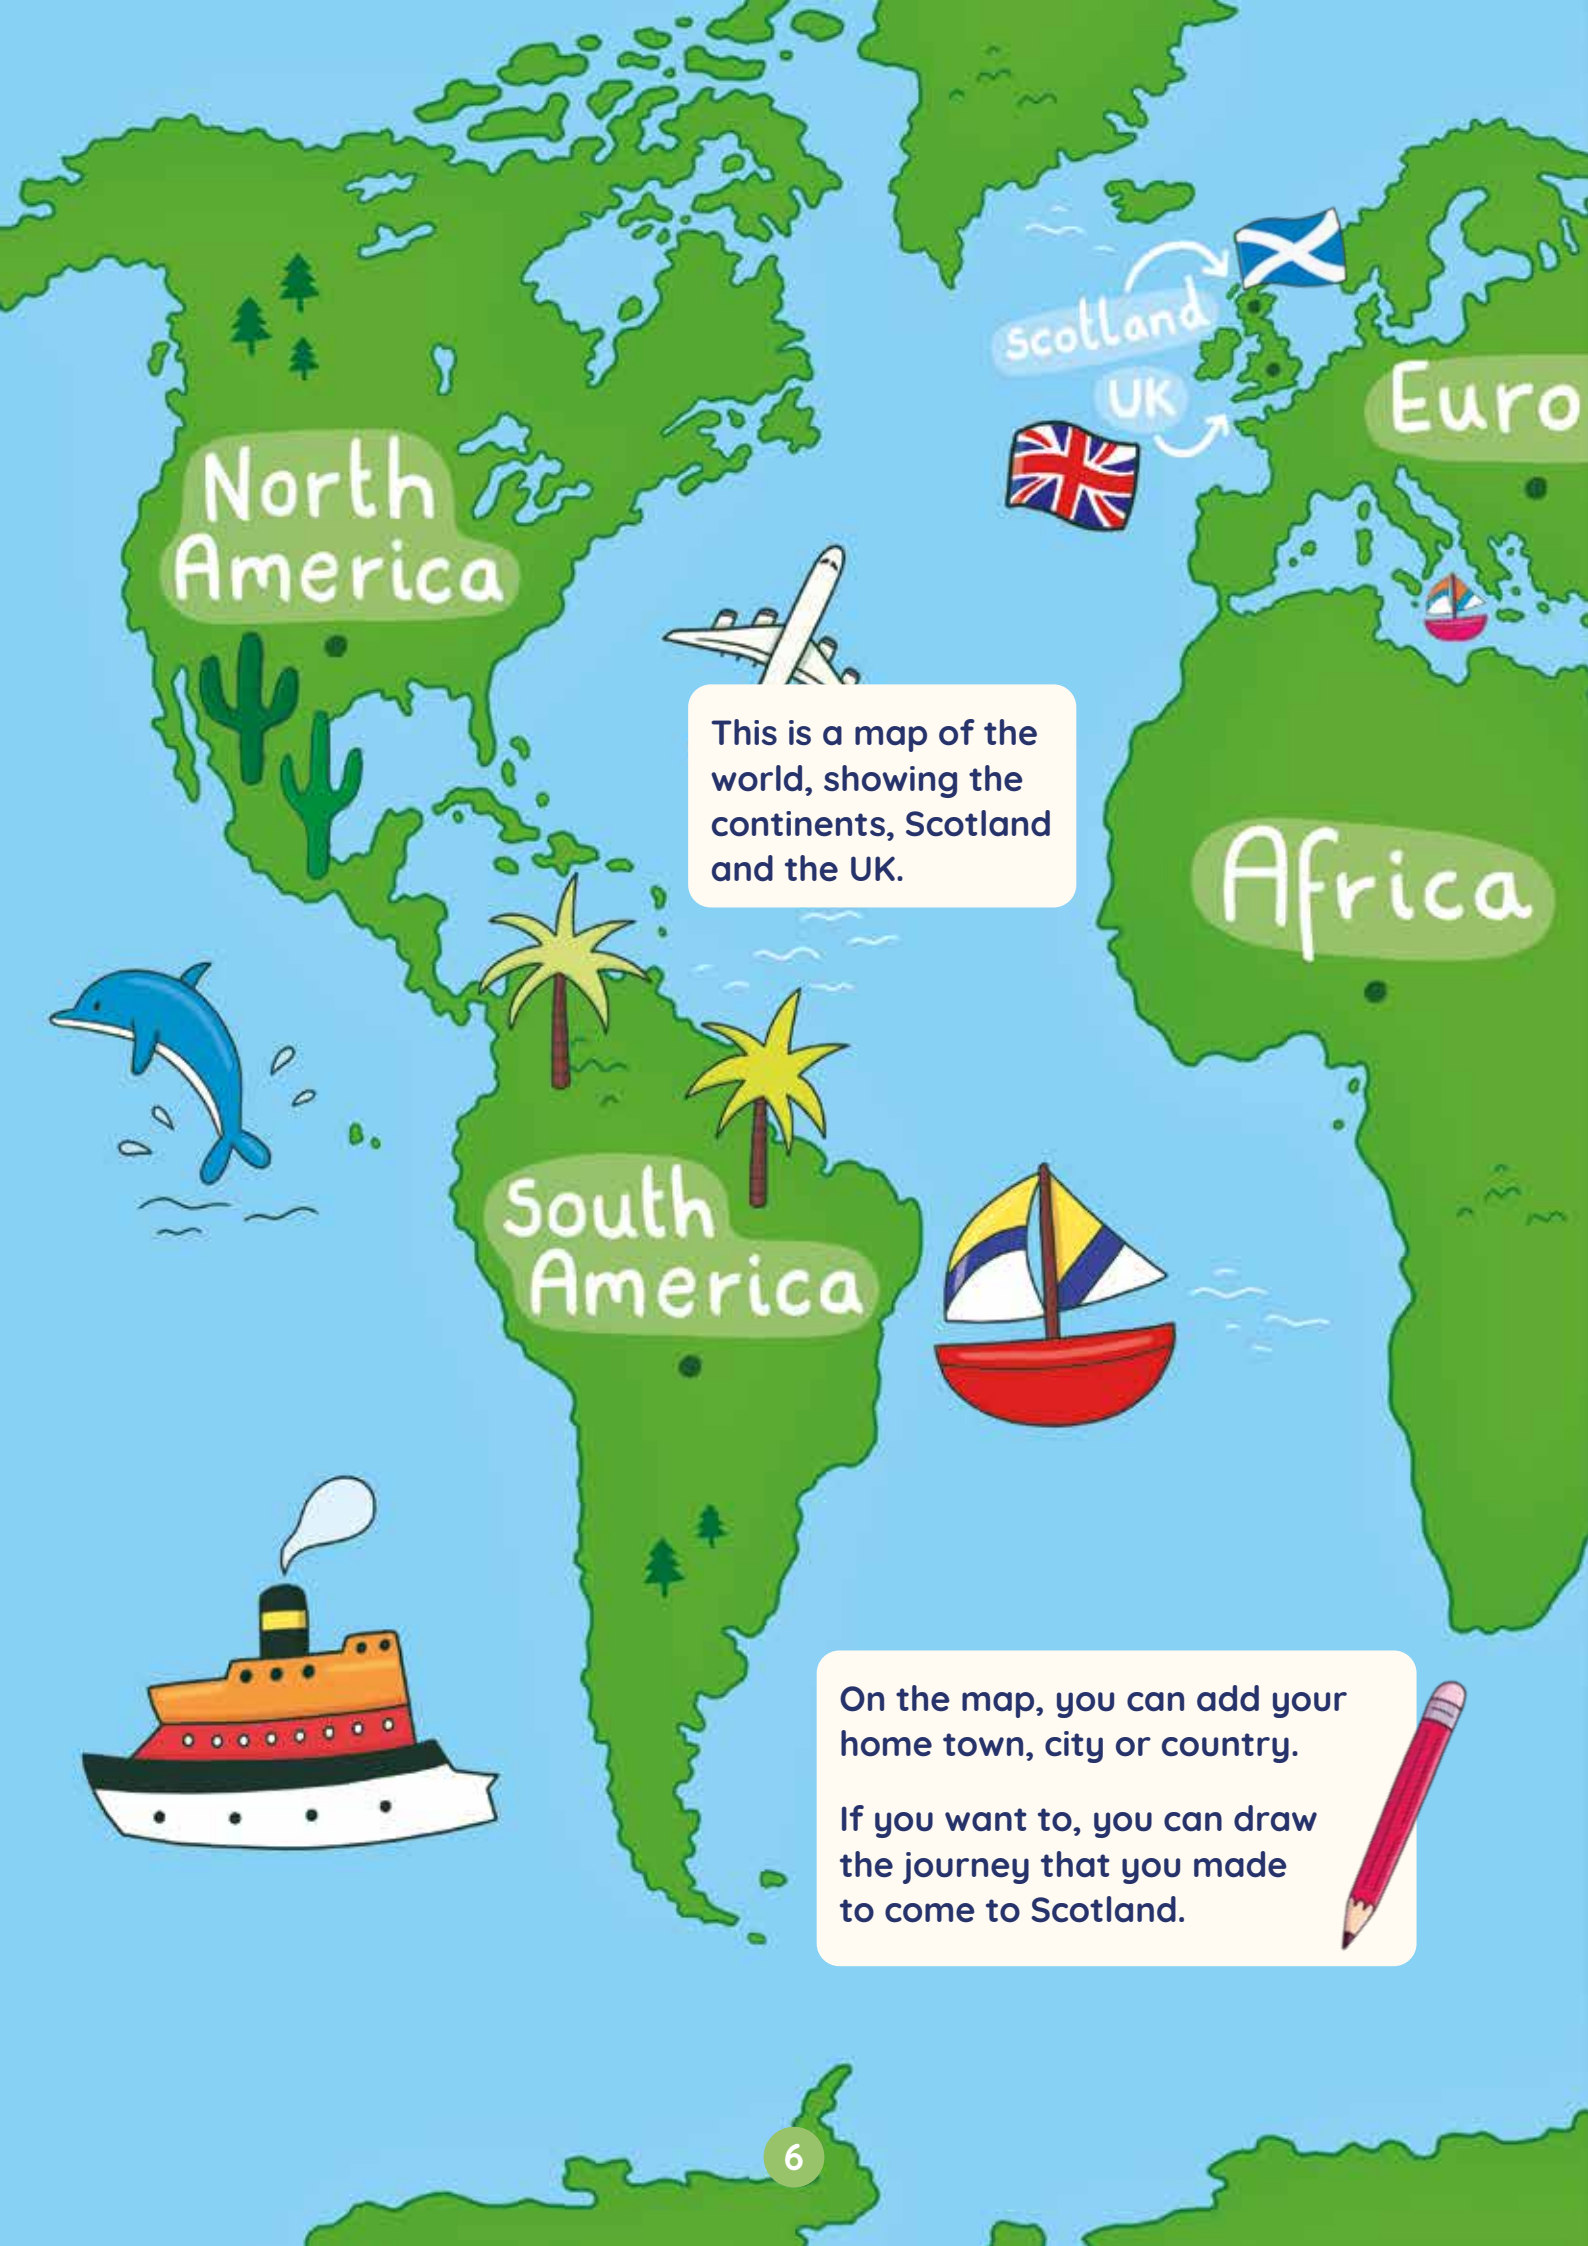 Scotland
UK
Euro
North
America
This is a map of the
world, showing the
continents, Scotland
and the UK.
Africa
South
America
On the map, you can add your
home town, city or country.
If you want to, you can draw
the journey that you made
to come to Scotland.
6